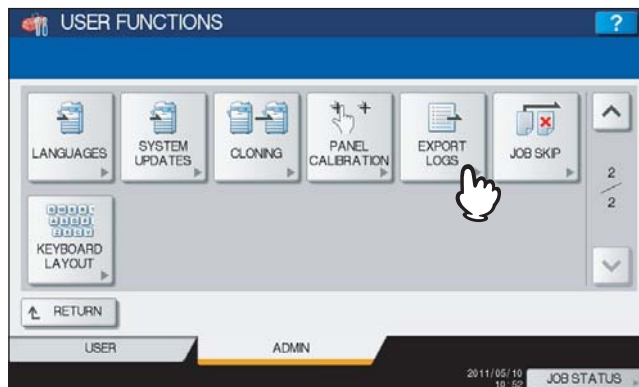 USER FUNCTIONS
?
LANGUAGES
SYSTEM
UPDATES
CLONING
PANEL
CALIBRATION
EXPORT
LOGS
JOB SKIP
2
2
KEYBOARD
LAYOUT
RETURN
USER
ADMIN
2011/05/10
10:52
JOB STATUS